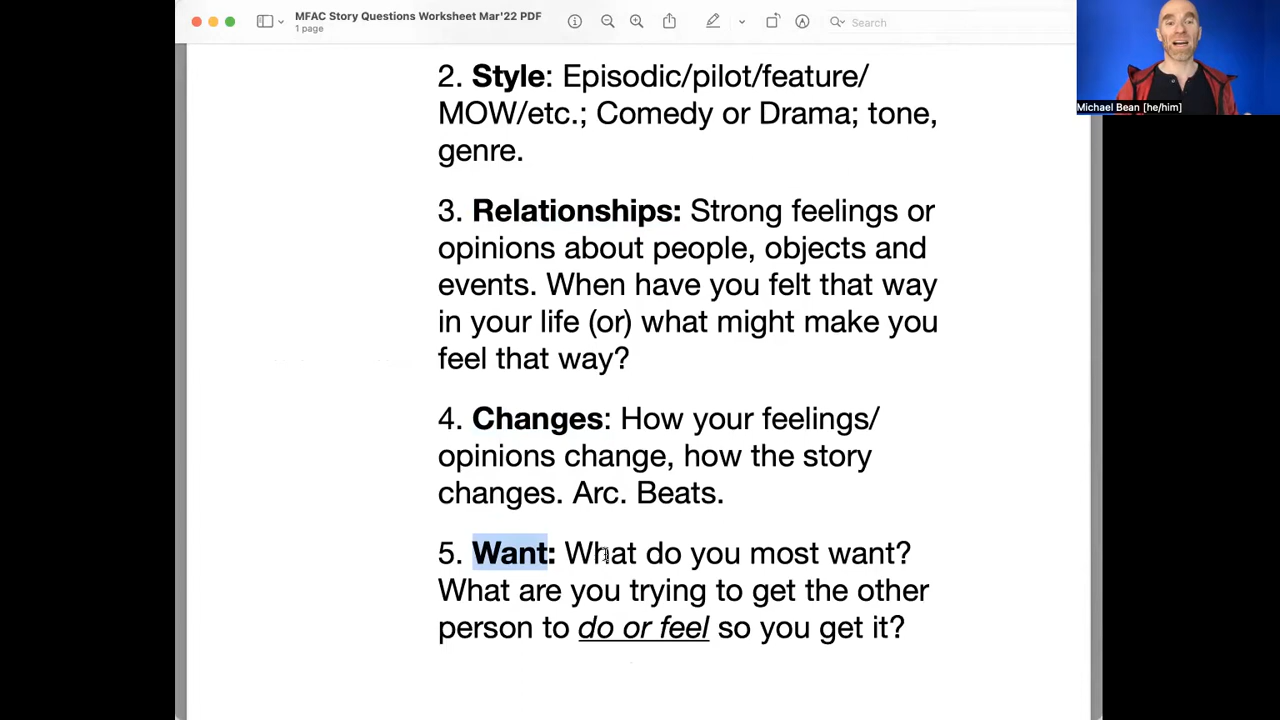 MFAC Story Questions Worksheet Mar'22 PDF
1 page
Search
Michael Bean [he/him]
2. Style: Episodic/pilot/feature/
MOW/etc.; Comedy or Drama; tone,
genre.
3. Relationships: Strong feelings or
opinions about people, objects and
events. When have you felt that way
in your life (or) what might make you
feel that way?
4. Changes: How your feelings/
opinions change, how the story
changes. Arc. Beats.
5. Want: What do you most want?
What are you trying to get the other
person to do or feel so you get it?